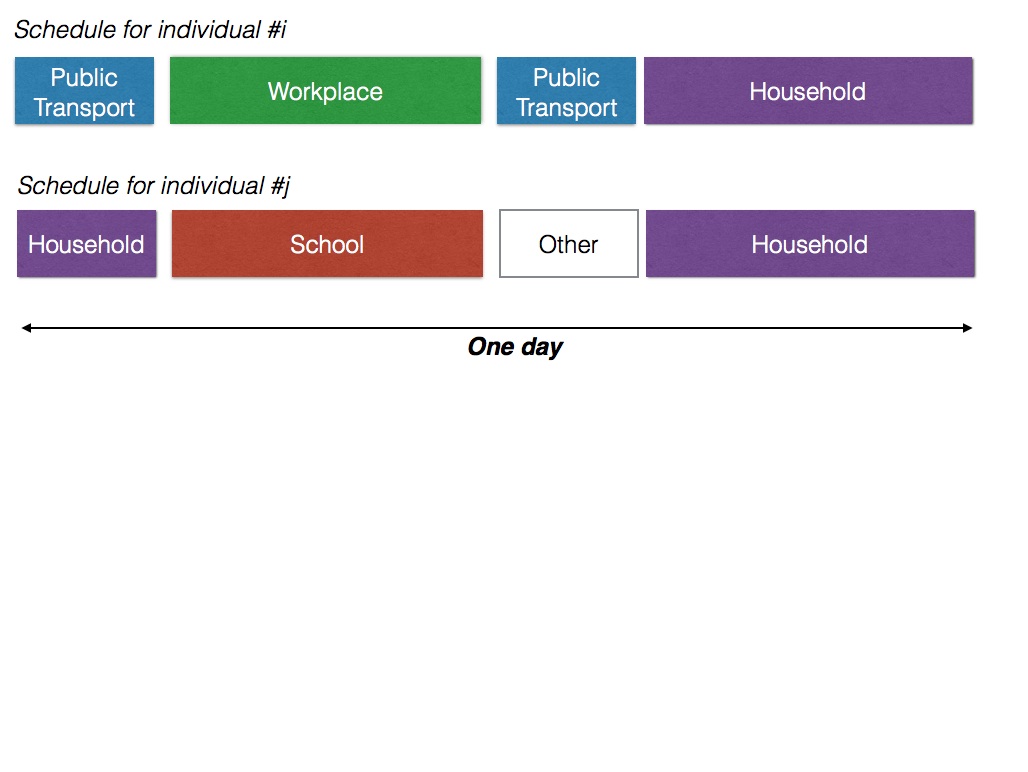 Schedule for individual #i
Public
Transport
Workplace
Public
Transport
Household
Schedule for individual #j
Household
School
Other
Household
One day